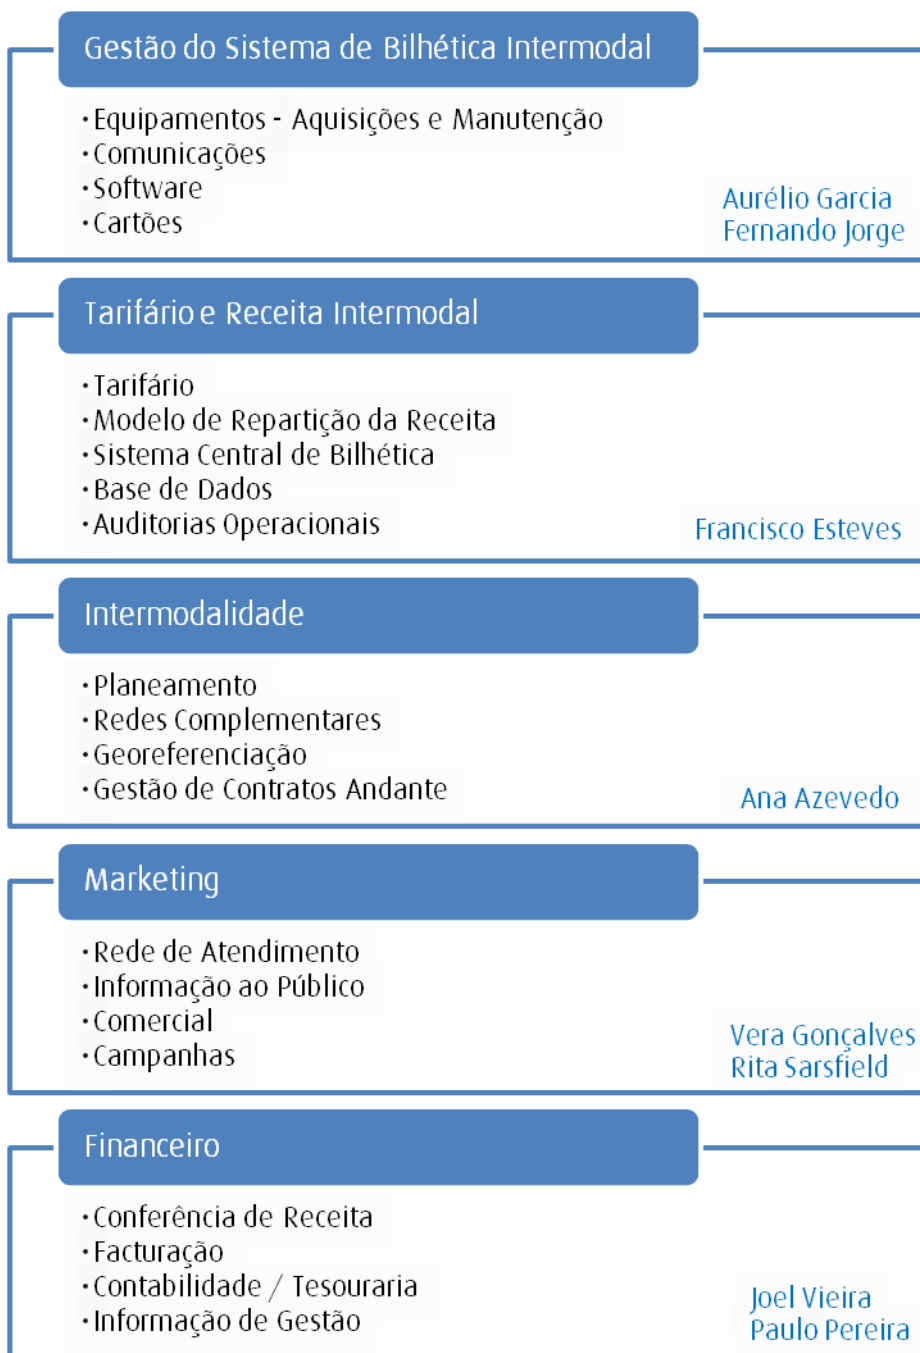 Gestão do Sistema de Bilhética Intermodal
·Equipamentos - Aquisições e Manutenção
·Comunicações
·Software
·Cartões
Aurélio Garcia
Fernando Jorge
Tarifário e Receita Intermodal
·Tarifário
·Modelo de Repartição da Receita
·Sistema Central de Bilhética
·Base de Dados
·Auditorias Operacionais
Francisco Esteves
Intermodalidade
·Planeamento
·Redes Complementares
·Georeferenciação
·Gestão de Contratos Andante
Ana Azevedo
Marketing
·Rede de Atendimento
·Informação ao Público
·Comercial
·Campanhas
Vera Gonçalves
Rita Sarsfield
Financeiro
·Conferência de Receita
·Facturação
·Contabilidade / Tesouraria
·Informação de Gestão
Joel Vieira
Paulo Pereira